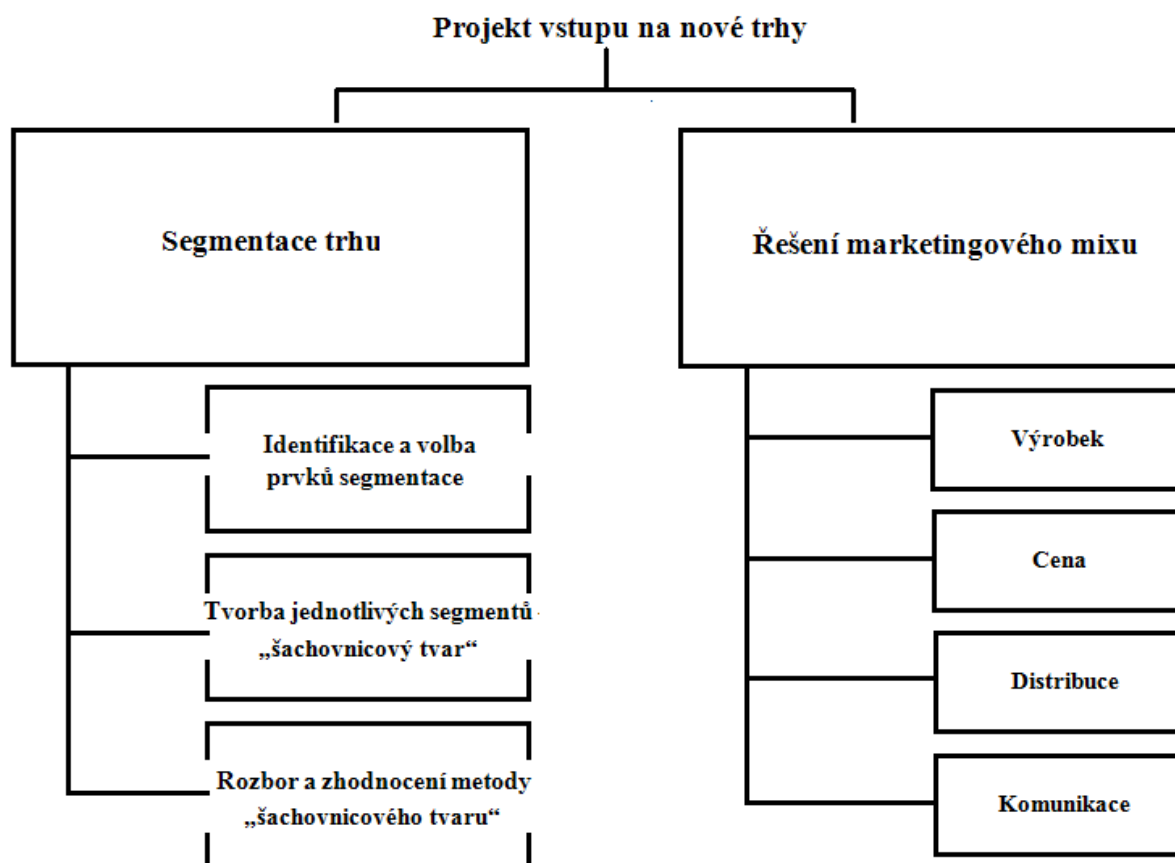 Projekt vstupu na nové trhy
Segmentace trhu
Identifikace a volba
prvků segmentace
Tvorba jednotlivých segmentů -
„šachovnicový tvar“
Rozbor a zhodnocení metody
„šachovnicového tvaru“
Řešení marketingového mixu
Výrobek
Cena
Distribuce
Komunikace